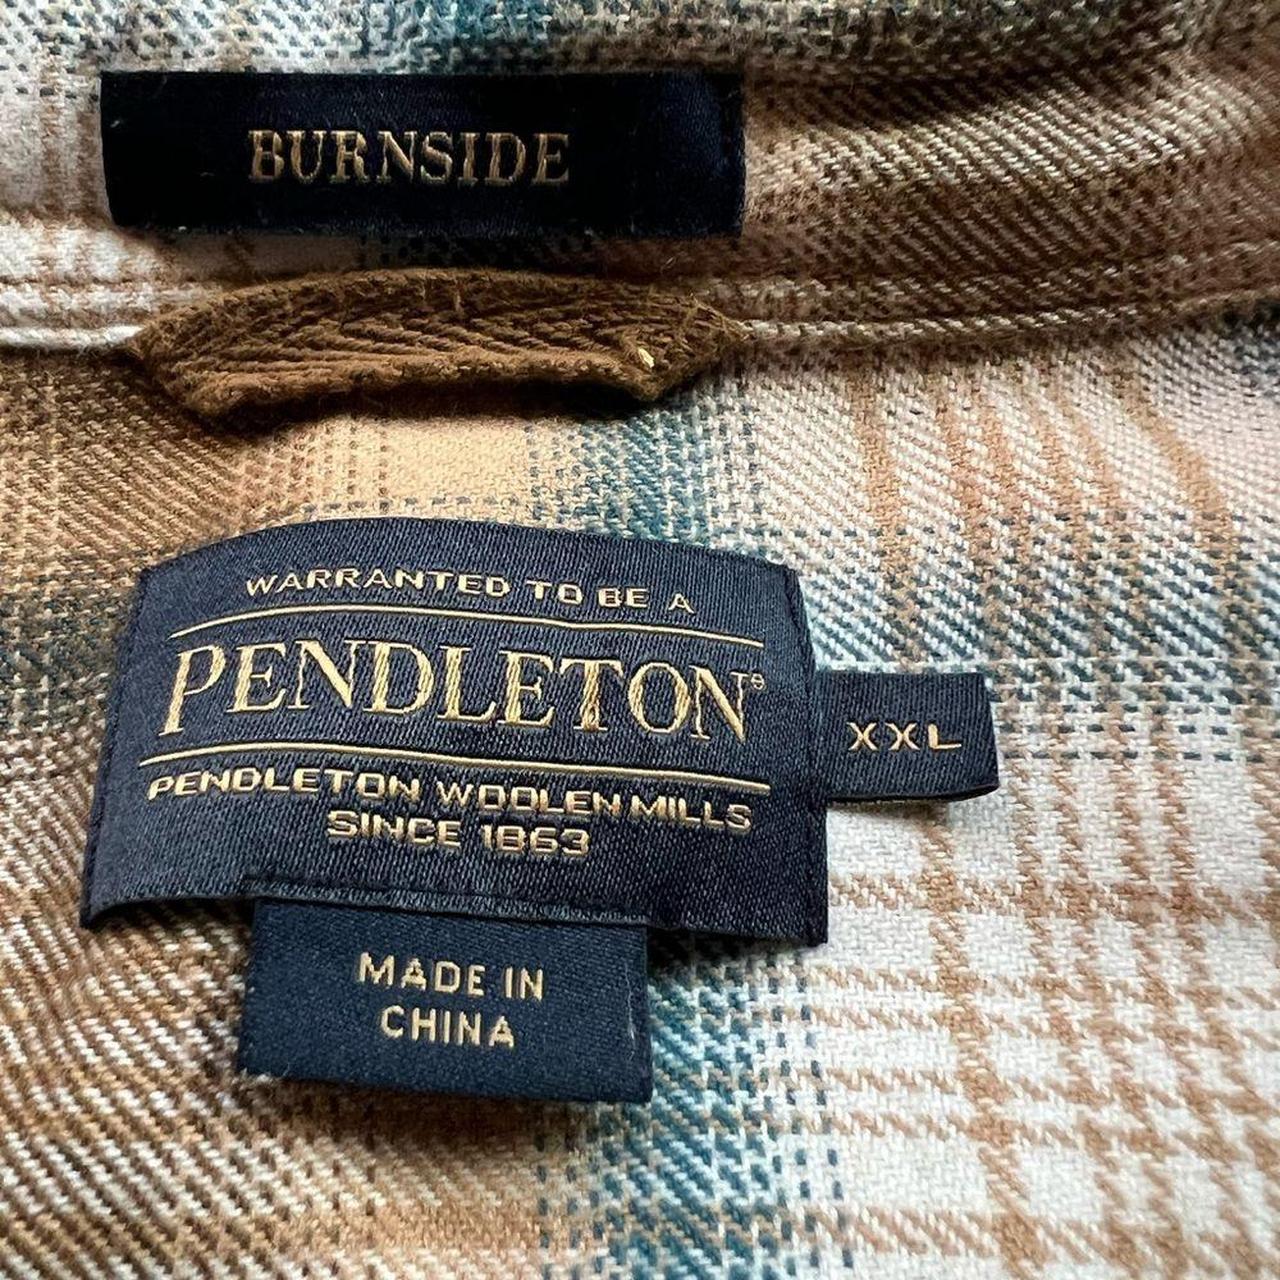 BURNSIDE
WARRANTED TO BE A
PENDLETON®
XXL
PENDLETON WOOLEN MILLS
SINCE 1863
MADE IN
CHINA